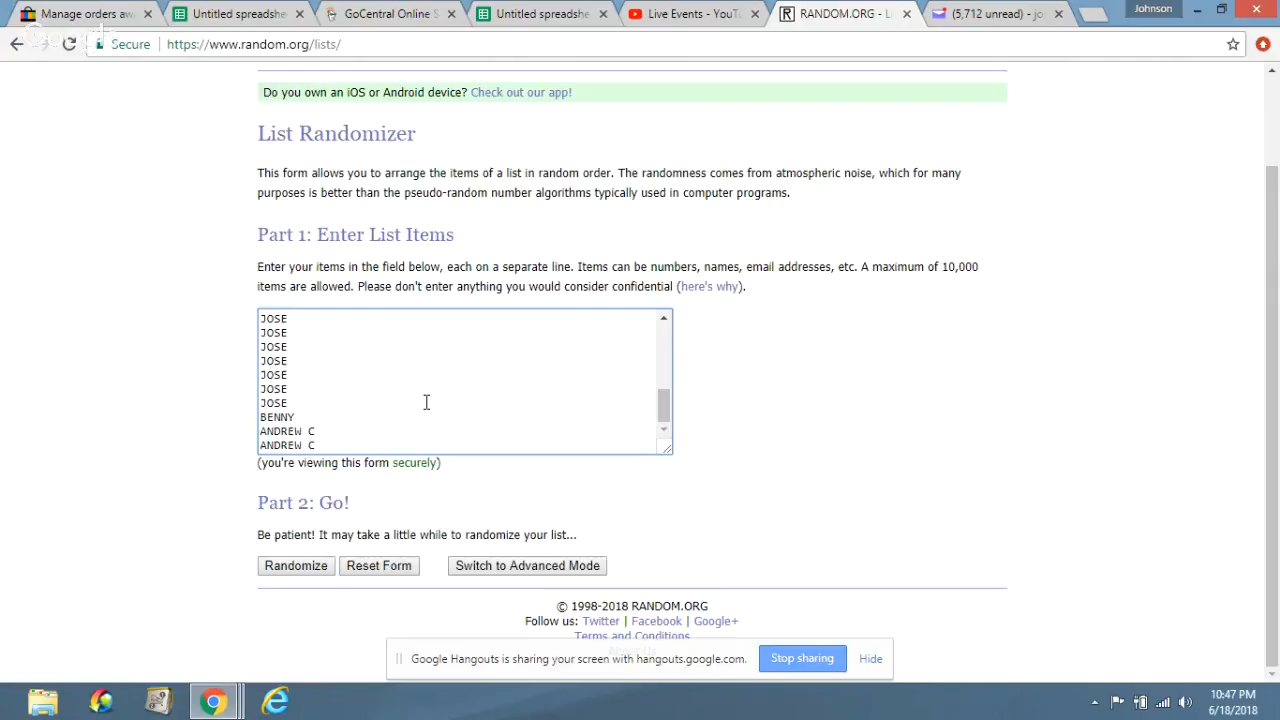 Manage orders awa
Untitled spreadshe
GoCentral Online S
Untitled spreadshe
Live Events - YouT
RANDOM.ORG -
(5,712 unread) - jo
Johnson
Secure
https://www.random.org/lists/
Do you own an iOS or Android device? Check out our app!
List Randomizer
This form allows you to arrange the items of a list in random order. The randomness comes from atmospheric noise, which for many
purposes is better than the pseudo-random number algorithms typically used in computer programs.
Part 1: Enter List Items
Enter your items in the field below, each on a separate line. Items can be numbers, names, email addresses, etc. A maximum of 10,000
items are allowed. Please don't enter anything you would consider confidential (here's why).
JOSE
JOSE
JOSE
JOSE
JOSE
JOSE
JOSE
BENNY
ANDREW C
ANDREW C
(you're viewing this form securely)
Part 2: Go!
Be patient! It may take a little while to randomize your list...
Randomize
Reset Form
Switch to Advanced Mode
© 1998-2018 RANDOM.ORG
Follow us: Twitter | Facebook | Google+
Terms and Conditions
About Us
Google Hangouts is sharing your screen with hangouts.google.com.
Stop sharing
Hide
10:47 PM
6/18/2018